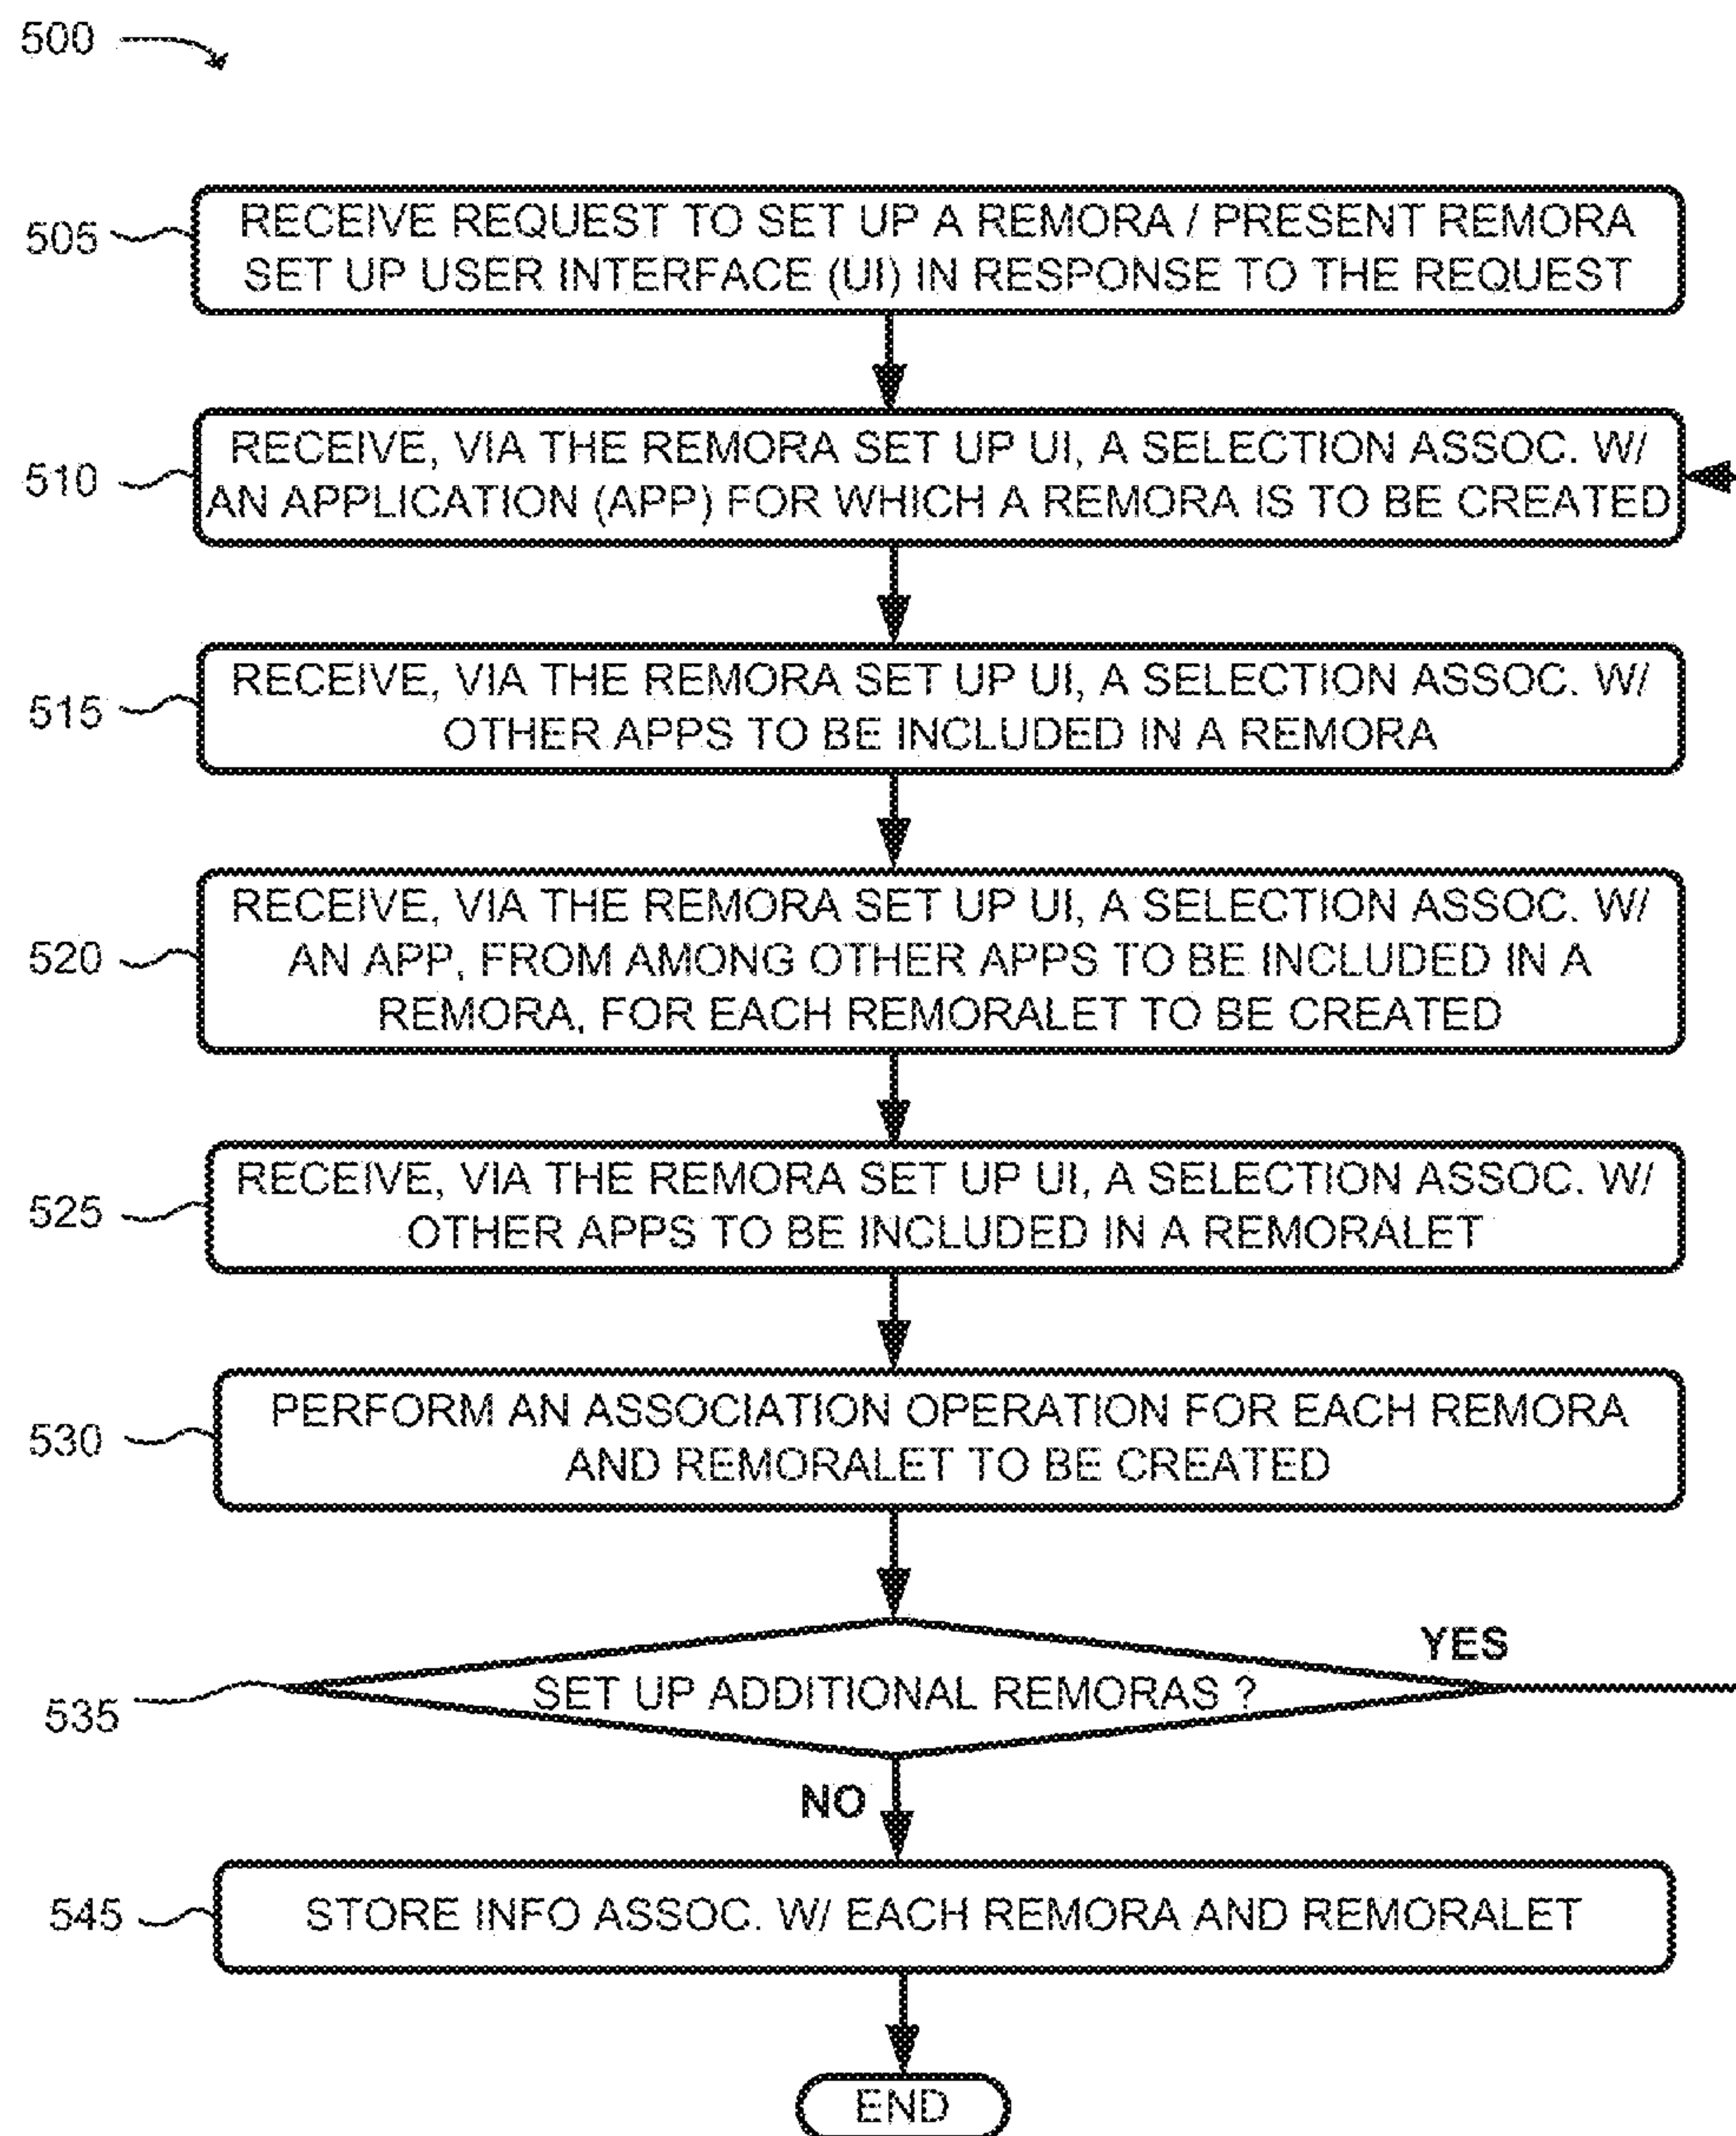 500
505
RECEIVE REQUEST TO SET UP A REMORA / PRESENT REMORA
SET UP USER INTERFACE (UI) IN RESPONSE TO THE REQUEST
510
RECEIVE, VIA THE REMORA SET UP UI, A SELECTION ASSOC. W/
AN APPLICATION (APP) FOR WHICH A REMORA IS TO BE CREATED
515
RECEIVE, VIA THE REMORA SET UP UI, A SELECTION ASSOC. W/
OTHER APPS TO BE INCLUDED IN A REMORA
520
RECEIVE, VIA THE REMORA SET UP UI, A SELECTION ASSOC. W/
AN APP, FROM AMONG OTHER APPS TO BE INCLUDED IN A
REMORA, FOR EACH REMORALET TO BE CREATED
525
RECEIVE, VIA THE REMORA SET UP UI, A SELECTION ASSOC. W/
OTHER APPS TO BE INCLUDED IN A REMORALET
530
PERFORM AN ASSOCIATION OPERATION FOR EACH REMORA
AND REMORALET TO BE CREATED
535
SET UP ADDITIONAL REMORAS ?
YES
NO
545
STORE INFO ASSOC. W/ EACH REMORA AND REMORALET
END